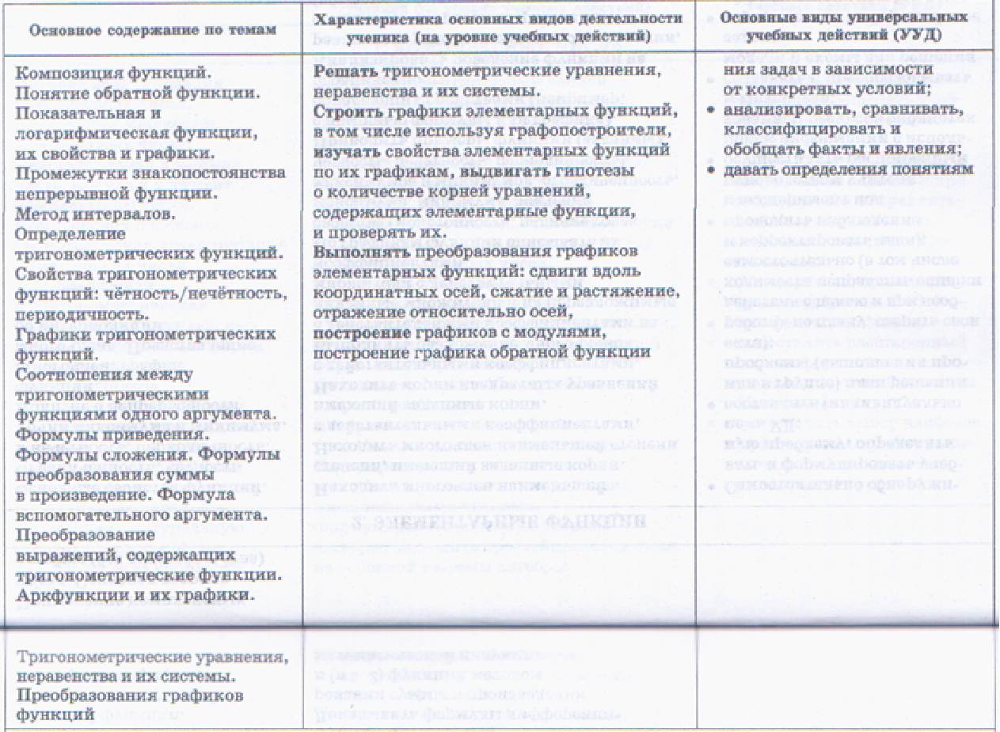 Основное содержание по темам
Характеристика основных видов деятельности
ученика (на уровне учебных действий)
Основные виды универсальных
учебных действий (УУД)
Композиция функций.
Понятие обратной функции.
Показательная и
логарифмическая функции,
их свойства и графики.
Промежутки знакопостоянства
непрерывной функции.
Метод интервалов.
Определение
тригонометрических функций.
Свойства тригонометрических
функций: чётность/нечётность,
периодичность.
Графики тригонометрических
функций.
Соотношения между
тригонометрическими
функциями одного аргумента.
Формулы приведения.
Формулы сложения. Формулы
преобразования суммы
в произведение. Формула
вспомогательного аргумента.
Преобразование
выражений, содержащих
тригонометрические функции.
Аркфункции и их графики.
Тригонометрические уравнения,
неравенства и их системы.
Преобразования графиков
функций
Решать тригонометрические уравнения,
неравенства и их системы.
Строить графики элементарных функций,
в том числе используя графопостроители,
изучать свойства элементарных функций
по их графикам, выдвигать гипотезы
о количестве корней уравнений,
содержащих элементарные функции,
и проверять их.
Выполнять преобразования графиков
элементарных функций: сдвиги вдоль
координатных осей, сжатие и растяжение,
отражение относительно осей,
построение графиков с модулями,
построение графика обратной функции
ния задач в зависимости
от конкретных условий;
• анализировать, сравнивать,
классифицировать и
обобщать факты и явления;
• давать определения понятиям